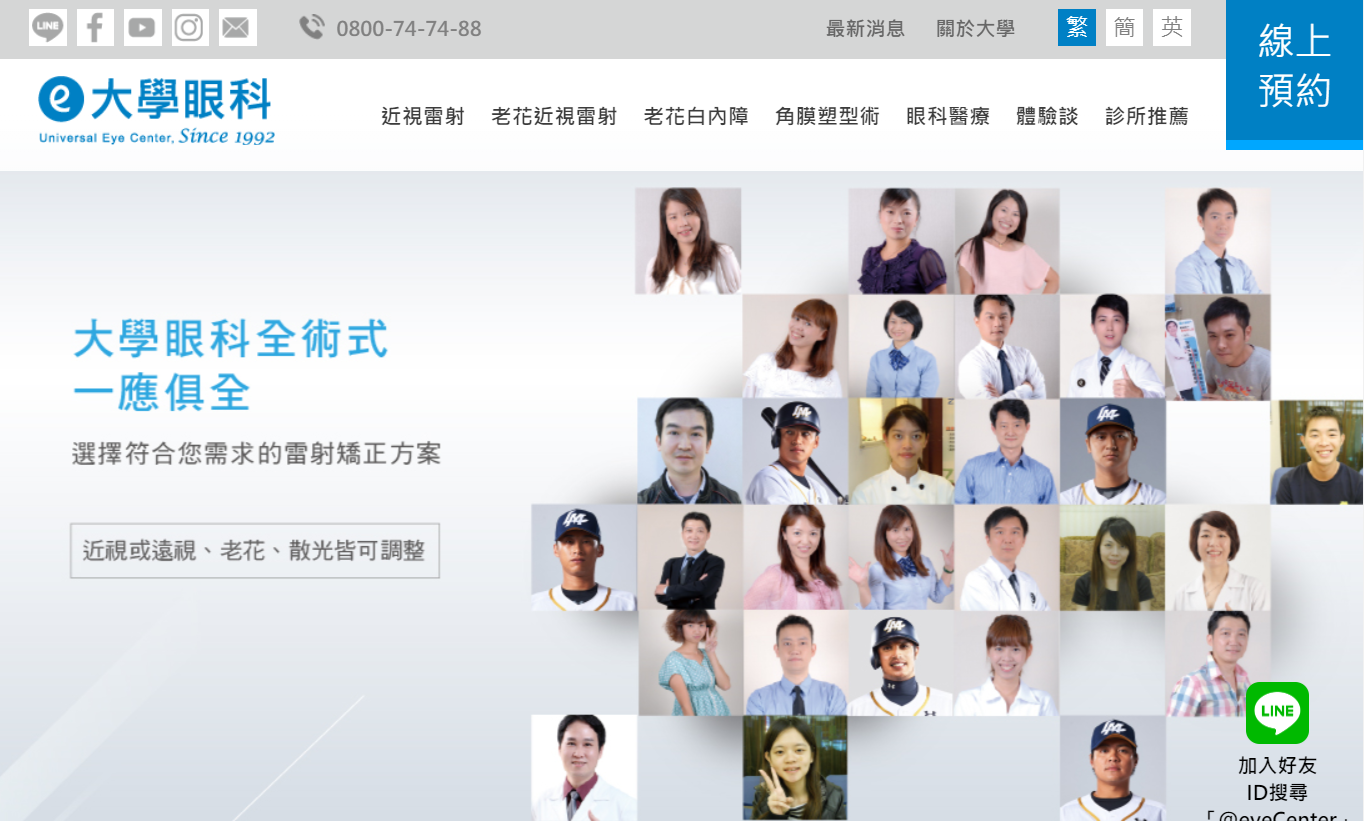 LINE
0800-74-74-88
最新消息
關於大學
繁
簡
英
線上
預約
e大學眼科
Universal Eye Center, Since 1992
近視雷射
老花近視雷射
老花白內障
角膜塑型術
眼科醫療
體驗談
診所推薦
大學眼科全術式
一應俱全
選擇符合您需求的雷射矯正方案
近視或遠視、老花、散光皆可調整
LINE
加入好友
ID搜尋
「@eyeCenter」